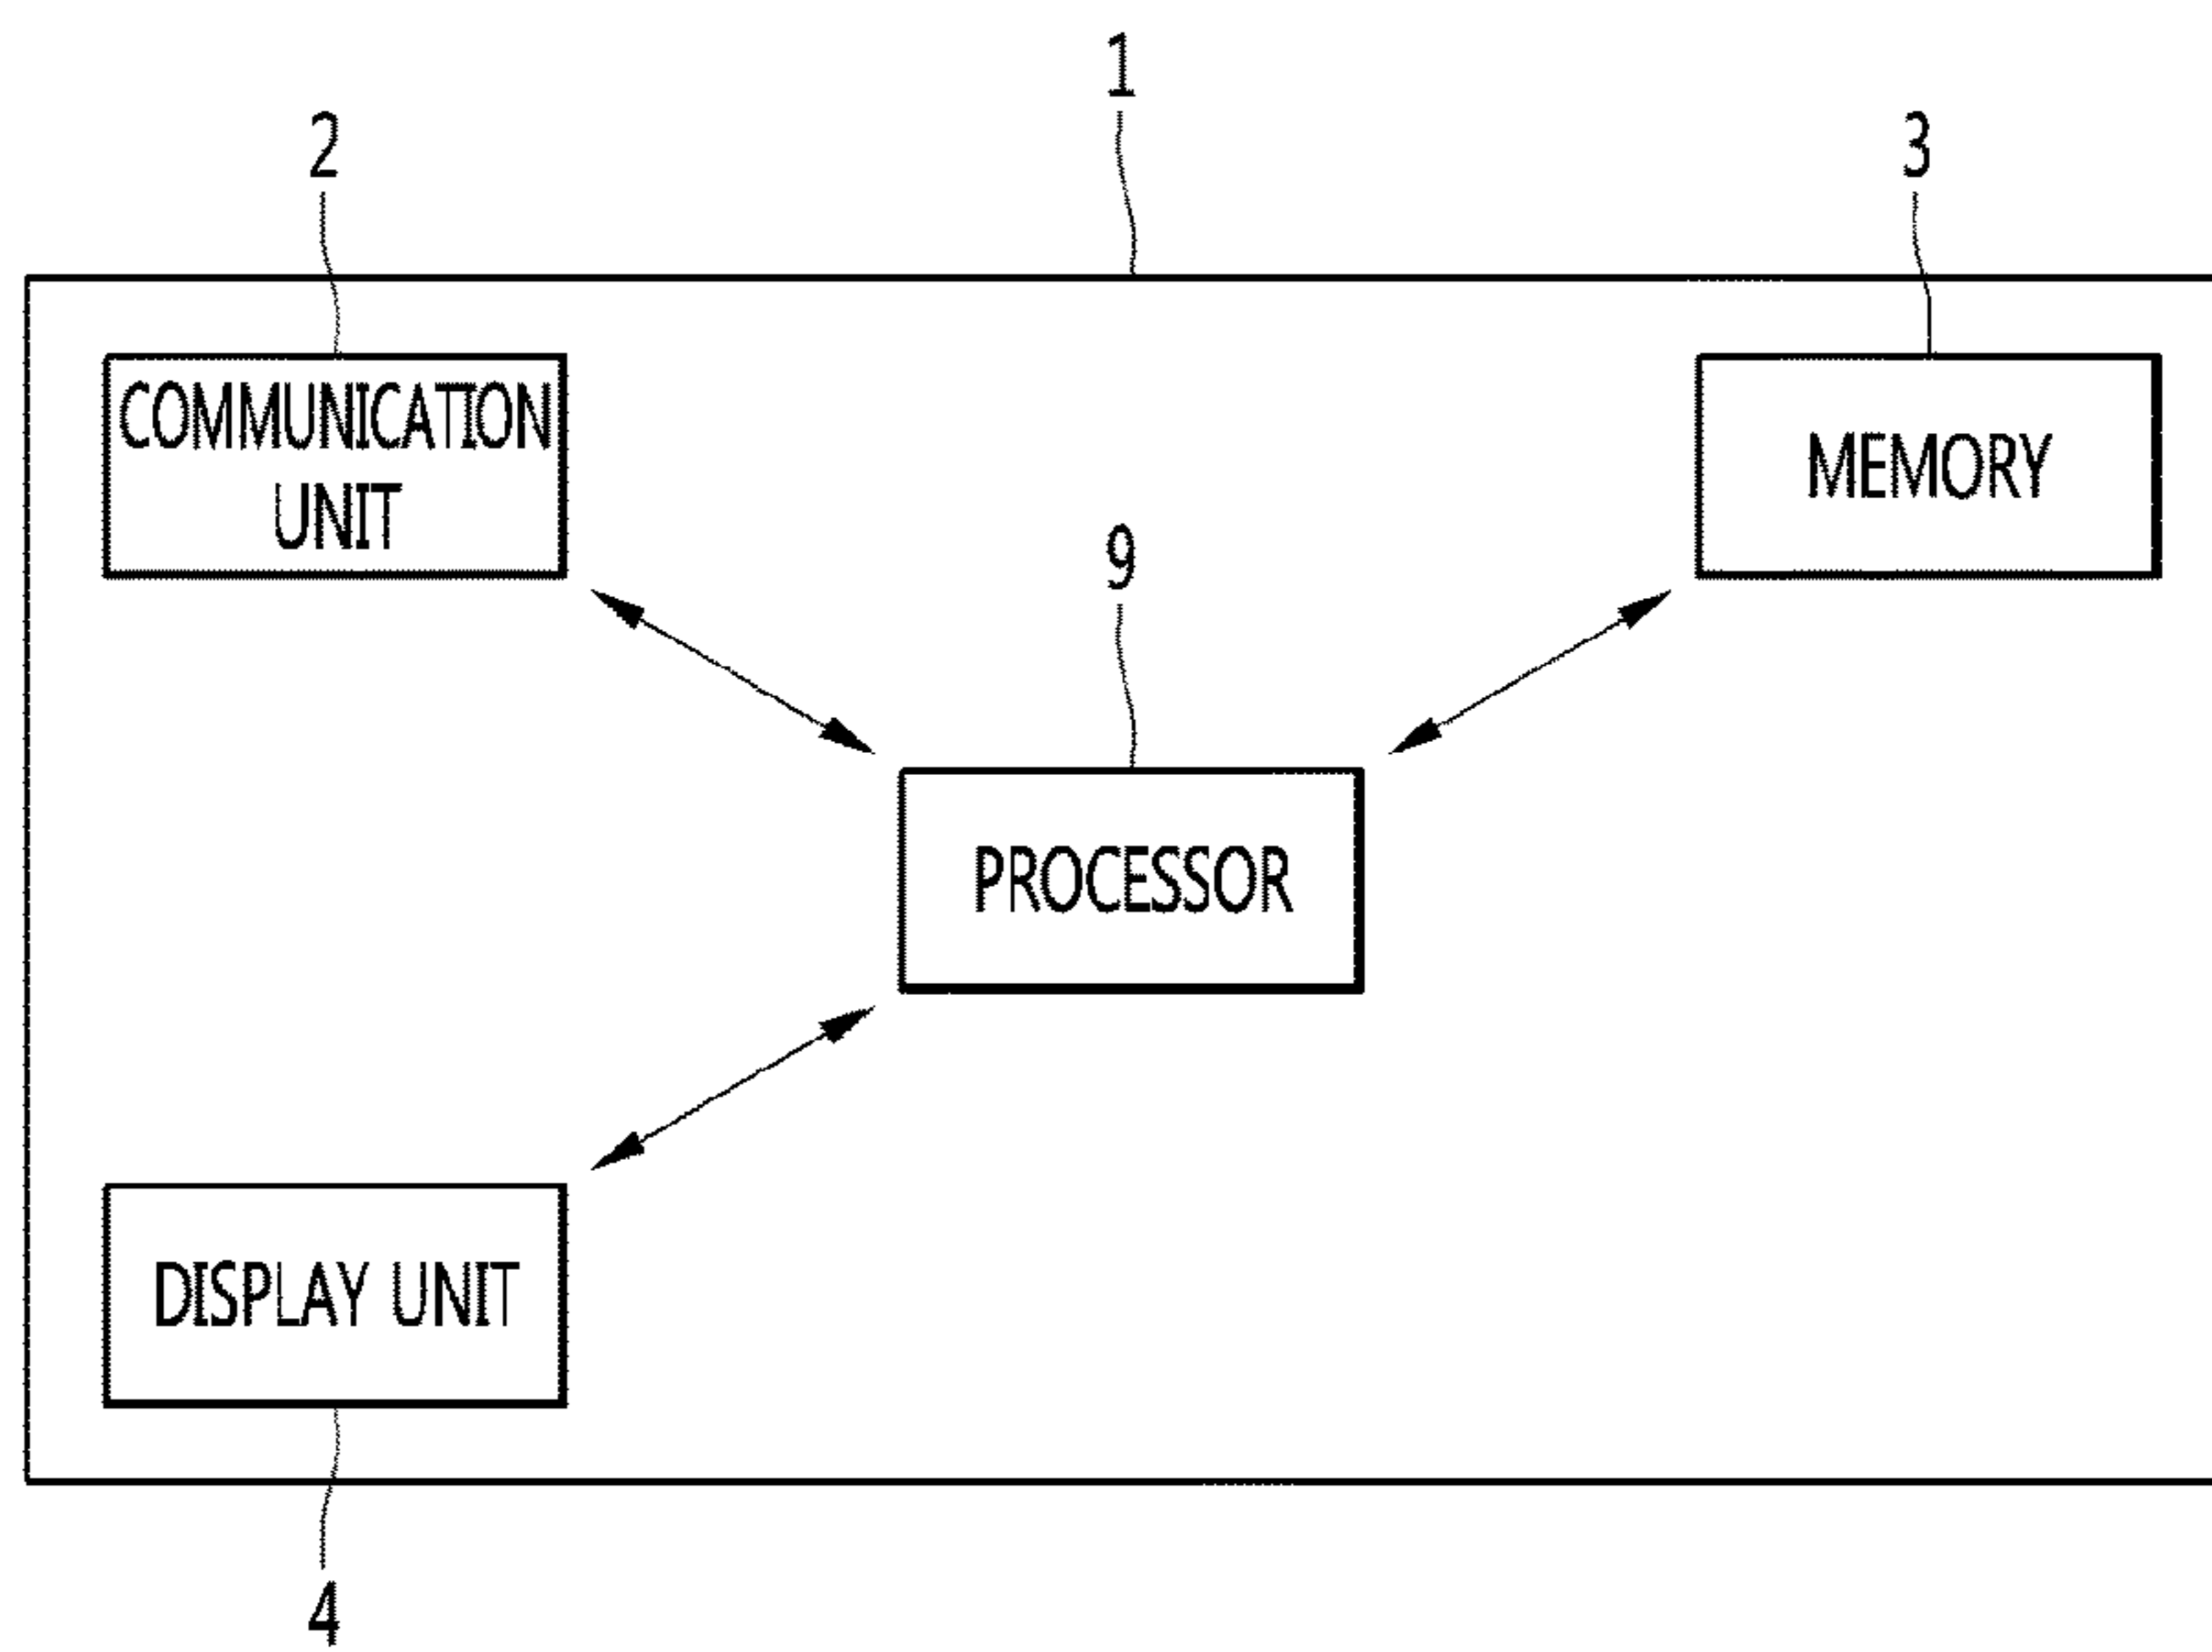 1
2
3
COMMUNICATION
UNIT
MEMORY
9
PROCESSOR
DISPLAY UNIT
4